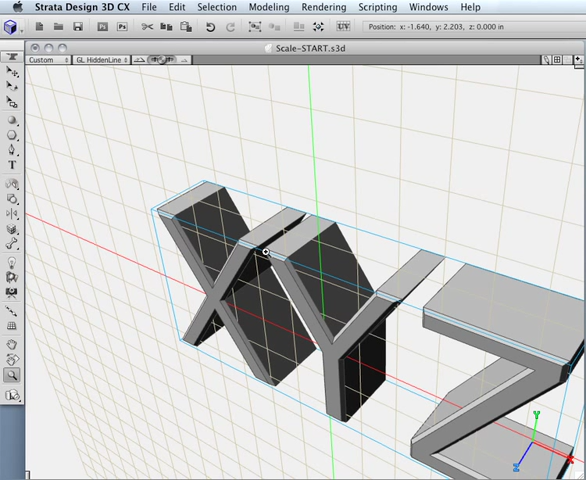 Strata Design 3D CX File Edit Selection Modeling Rendering Scripting Windows Help
Position: x: -1.640, y: 2.203, z: 0.000 in
Scale-START.s3d
Custom GL HiddenLine
XYZ
Y
Z X